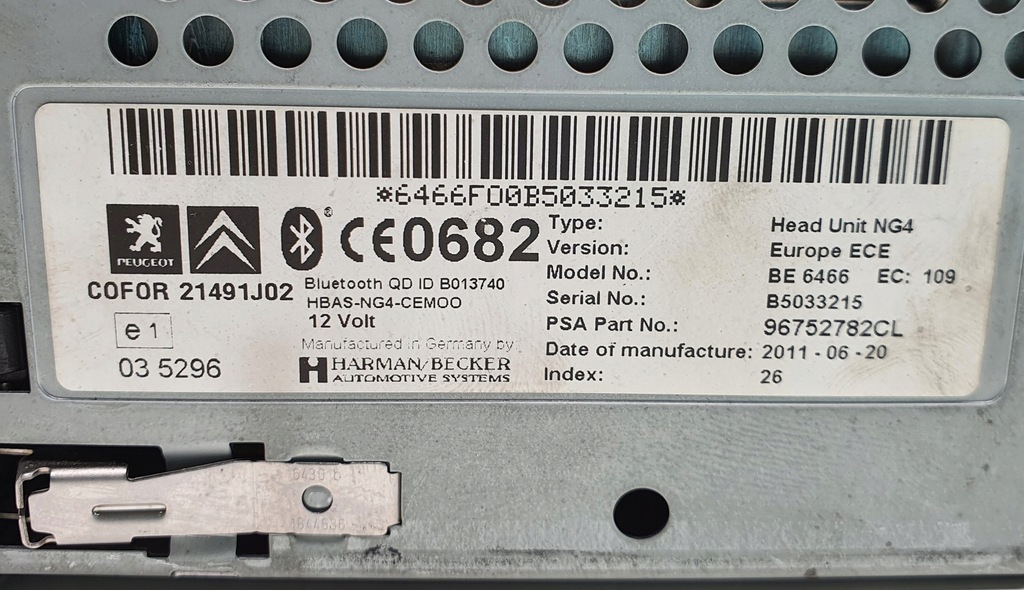 *6466F00B5033215*
PEUGEOT
® CE0682
COFOR 21491J02
Bluetooth QD ID B013740
HBAS-NG4-CEM00
12 Volt
e1
03 5296
Manufactured in Germany by:
HARMAN/BECKER
AUTOMOTIVE SYSTEMS
Type: Head Unit NG4
Version: Europe ECE
Model No.: BE 6466 EC: 109
Serial No.: B5033215
PSA Part No.: 96752782CL
Date of manufacture: 2011-06-20
Index: 26